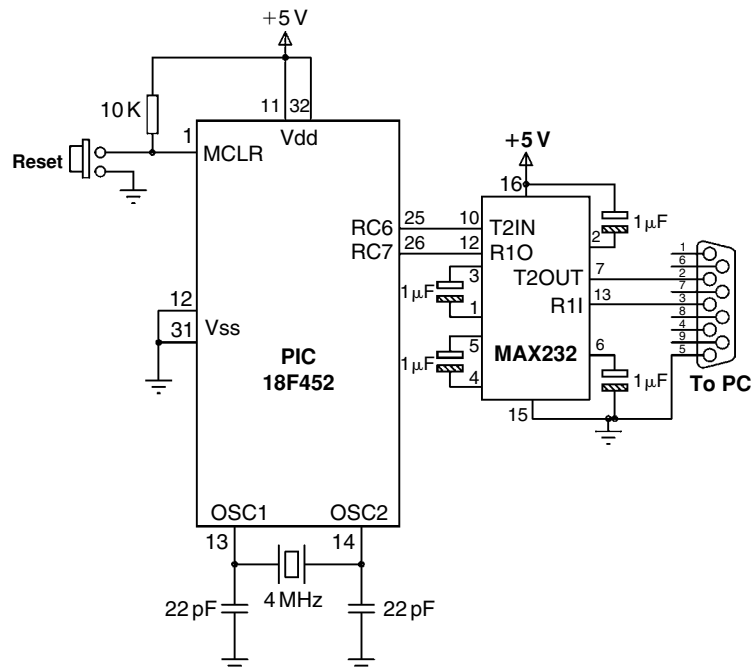 +5 V
10 K
11 32
1
Vdd
Reset
MCLR
+5 V
16
RC6 25 10 T2IN
1 μF
2
RC7 26 12 R1O
3
T2OUT 7
1 μF
R1I 13
1
12
Vss
31
5
MAX232
6
1 μF
4
1 μF
PIC
18F452
15
1
6
2
7
3
8
4
9
5
To PC
OSC1 OSC2
13 14
22 pF
4 MHz
22 pF